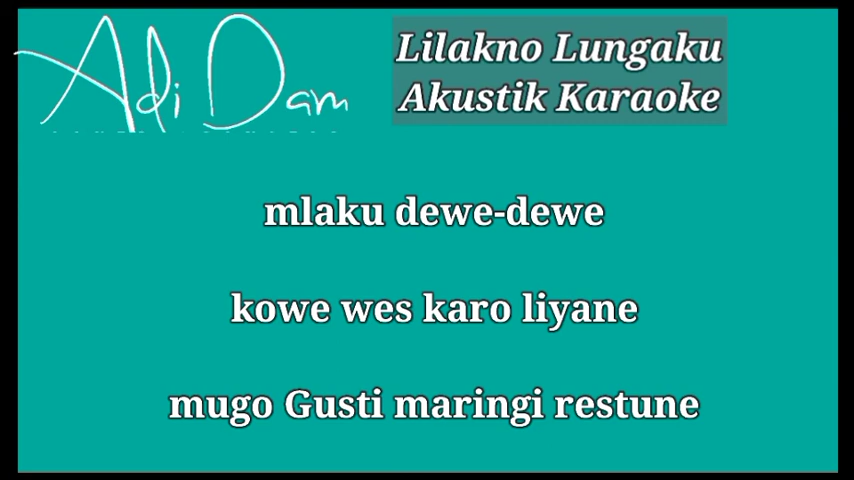 Adi Dam
Lilakno Lungaku
Akustik Karaoke
mlaku dewe-dewe
kowe wes karo liyane
mugo Gusti maringi restune